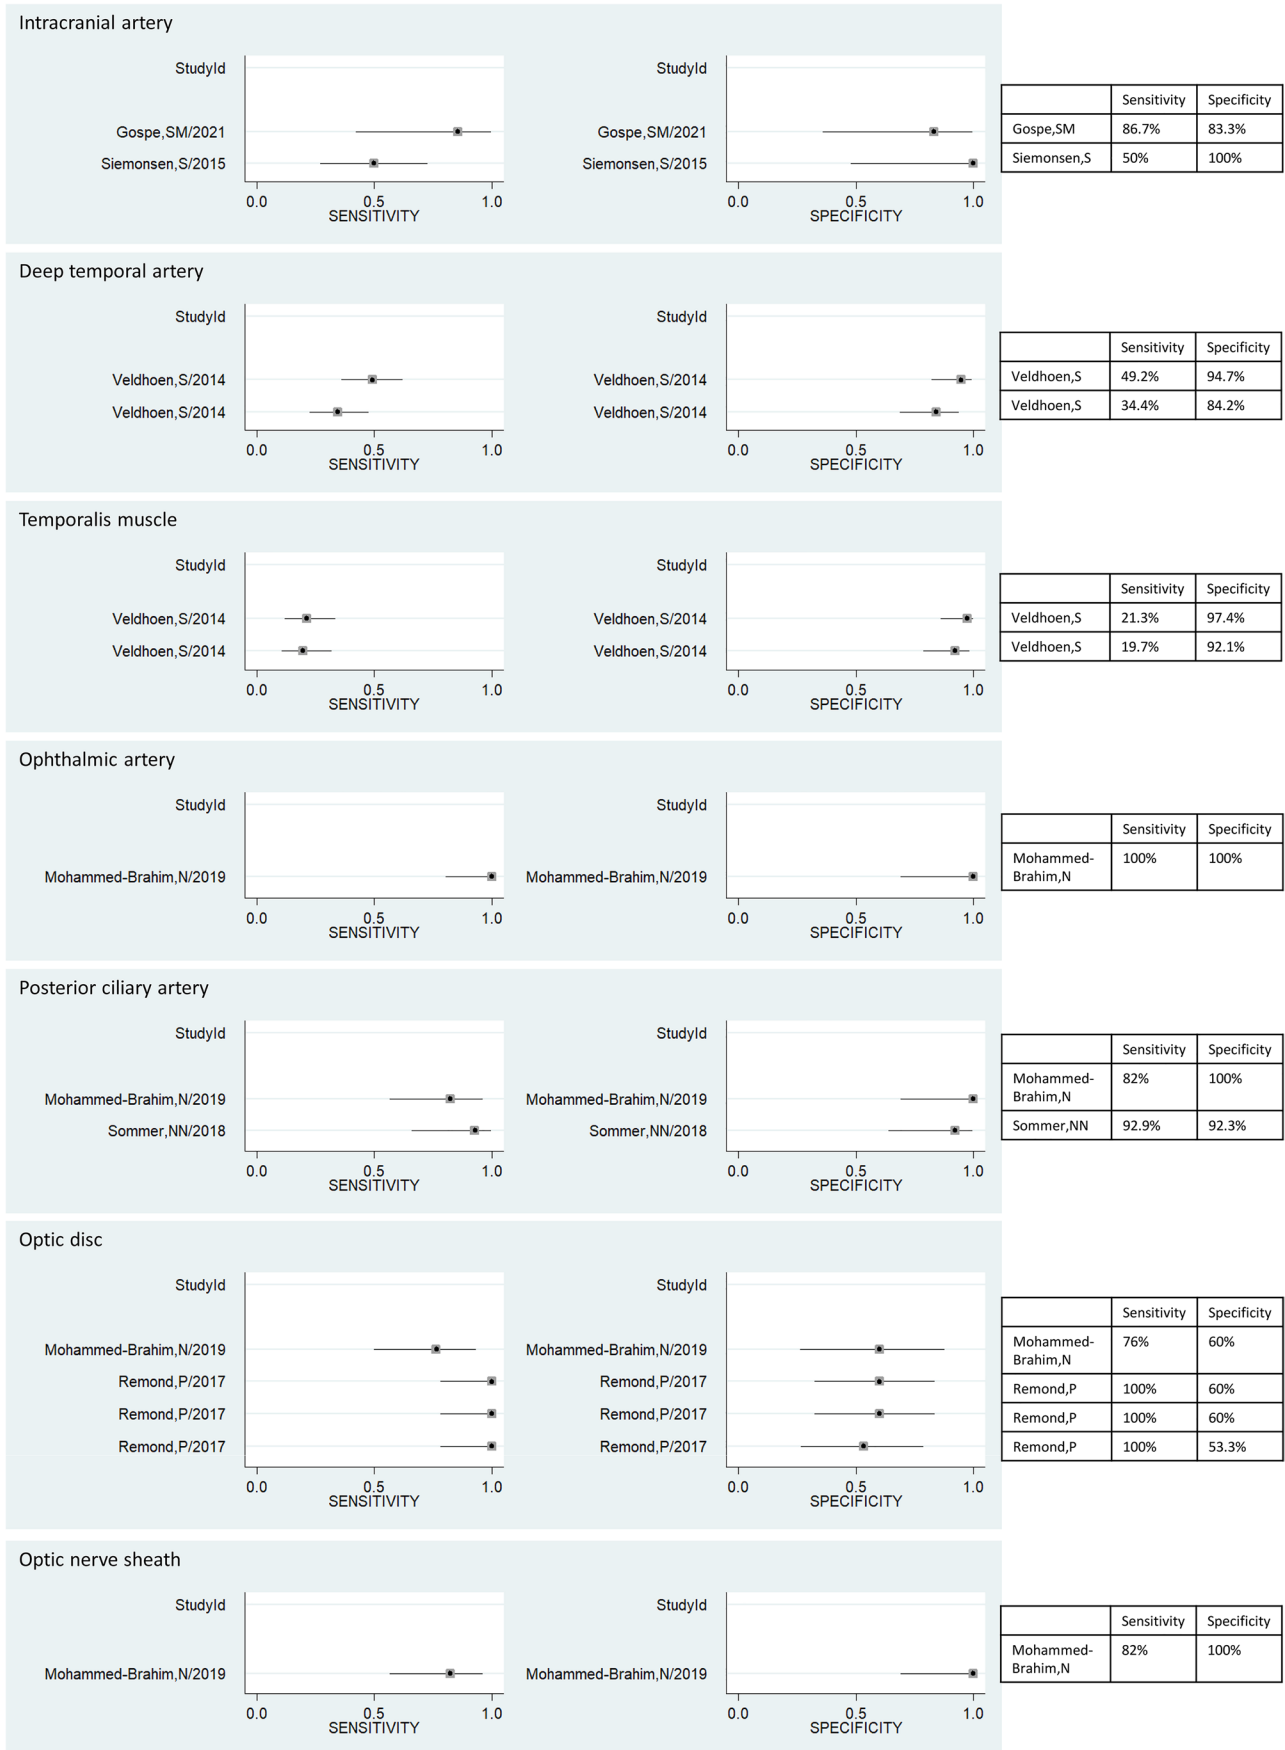 Intracranial artery
StudyId
StudyId
Gospe,SM/2021
Gospe,SM/2021
Siemonsen,S/2015
Siemonsen,S/2015
0.0 0.5 1.0
SENSITIVITY
0.0 0.5 1.0
SPECIFICITY
Sensitivity Specificity
Gospe,SM 86.7% 83.3%
Siemonsen,S 50% 100%
Deep temporal artery
StudyId
StudyId
Veldhoen,S/2014
Veldhoen,S/2014
Veldhoen,S/2014
Veldhoen,S/2014
0.0 0.5 1.0
SENSITIVITY
0.0 0.5 1.0
SPECIFICITY
Sensitivity Specificity
Veldhoen,S 49.2% 94.7%
Veldhoen,S 34.4% 84.2%
Temporalis muscle
StudyId
StudyId
Veldhoen,S/2014
Veldhoen,S/2014
Veldhoen,S/2014
Veldhoen,S/2014
0.0 0.5 1.0
SENSITIVITY
0.0 0.5 1.0
SPECIFICITY
Sensitivity Specificity
Veldhoen,S 21.3% 97.4%
Veldhoen,S 19.7% 92.1%
Ophthalmic artery
StudyId
StudyId
Mohammed-Brahim,N/2019
Mohammed-Brahim,N/2019
0.0 0.5 1.0
SENSITIVITY
0.0 0.5 1.0
SPECIFICITY
Sensitivity Specificity
Mohammed- 100% 100%
Brahim,N
Posterior ciliary artery
StudyId
StudyId
Mohammed-Brahim,N/2019
Mohammed-Brahim,N/2019
Sommer,NN/2018
Sommer,NN/2018
0.0 0.5 1.0
SENSITIVITY
0.0 0.5 1.0
SPECIFICITY
Sensitivity Specificity
Mohammed- 82% 100%
Brahim,N
Sommer,NN 92.9% 92.3%
Optic disc
StudyId
StudyId
Mohammed-Brahim,N/2019
Mohammed-Brahim,N/2019
Remond,P/2017
Remond,P/2017
Remond,P/2017
Remond,P/2017
Remond,P/2017
Remond,P/2017
0.0 0.5 1.0
SENSITIVITY
0.0 0.5 1.0
SPECIFICITY
Sensitivity Specificity
Mohammed- 76% 60%
Brahim,N
Remond,P 100% 60%
Remond,P 100% 60%
Remond,P 100% 53.3%
Optic nerve sheath
StudyId
StudyId
Mohammed-Brahim,N/2019
Mohammed-Brahim,N/2019
0.0 0.5 1.0
SENSITIVITY
0.0 0.5 1.0
SPECIFICITY
Sensitivity Specificity
Mohammed- 82% 100%
Brahim,N